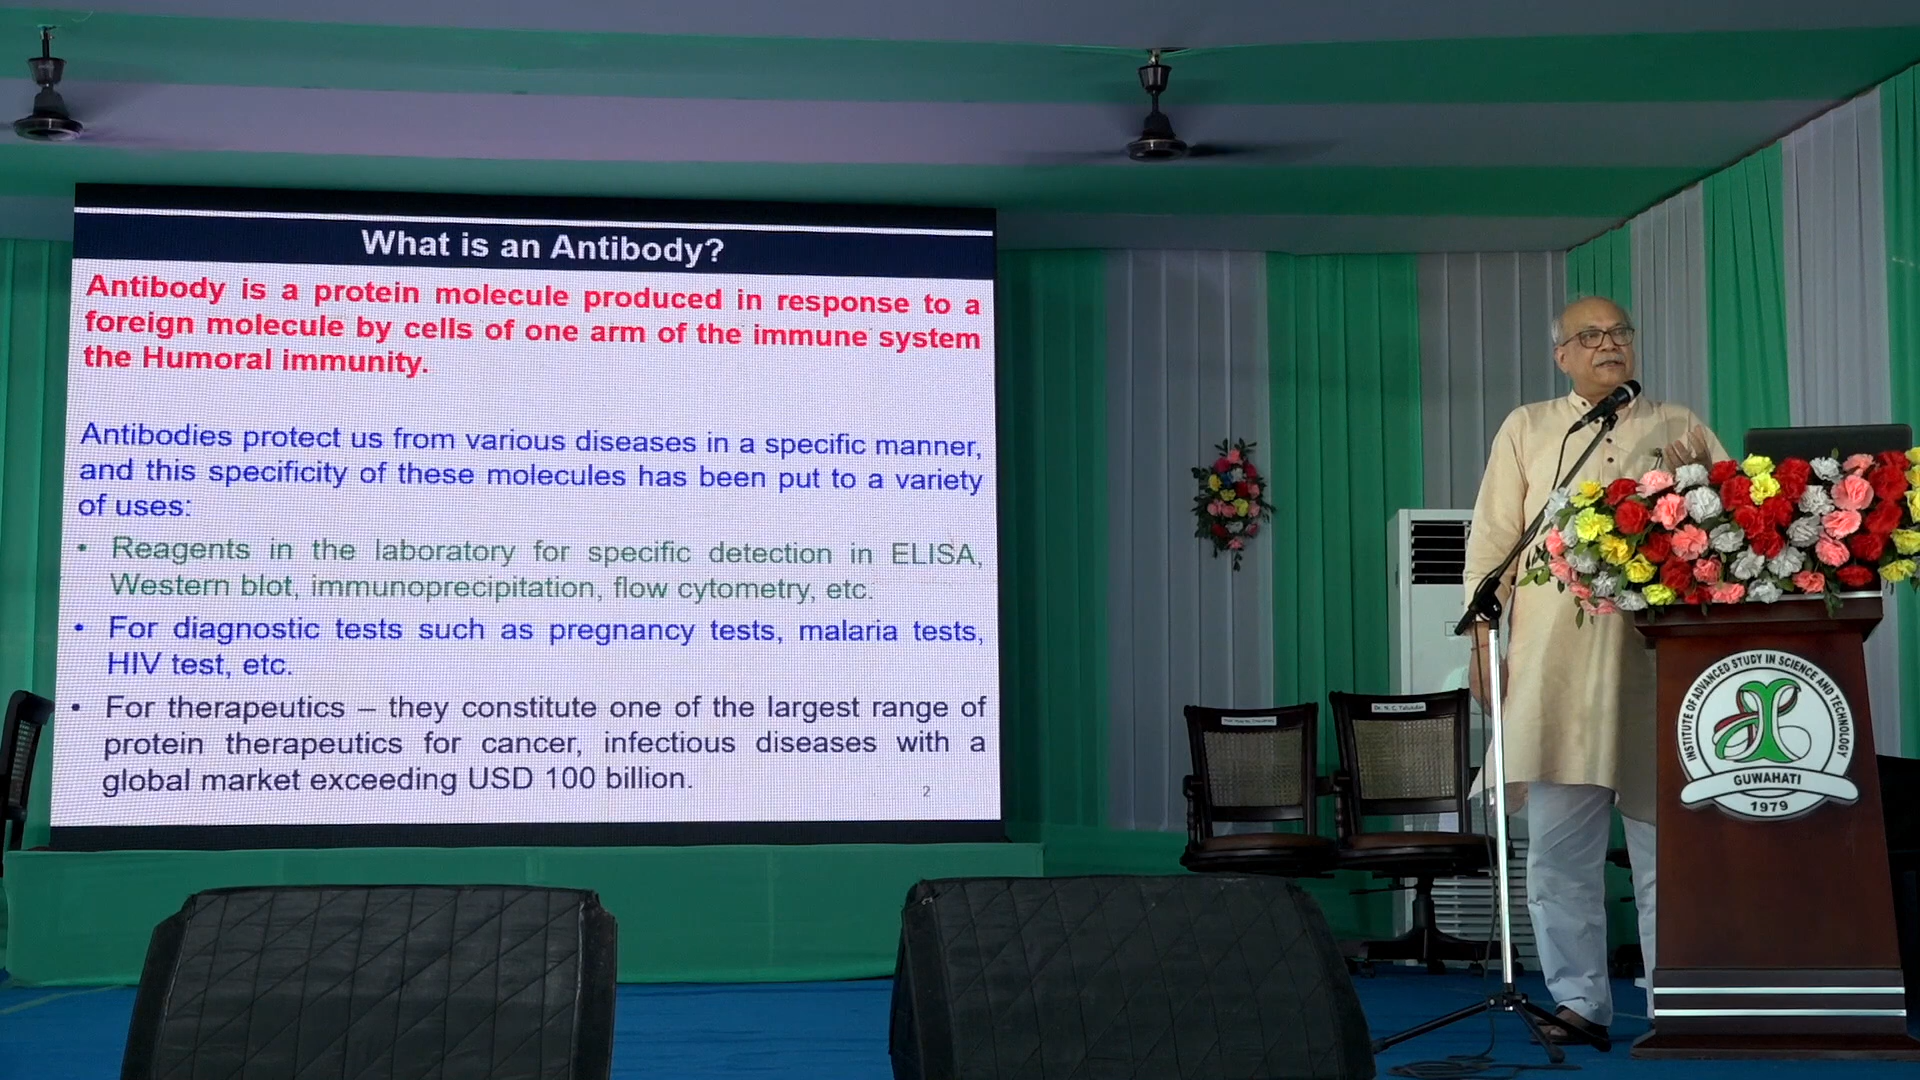 What is an Antibody?
Antibody is a protein molecule produced in response to a
foreign molecule by cells of one arm of the immune system
the Humoral immunity.
Antibodies protect us from various diseases in a specific manner,
and this specificity of these molecules has been put to a variety
of uses:
• Reagents in the laboratory for specific detection in ELISA,
Western blot, immunoprecipitation, flow cytometry, etc.
• For diagnostic tests such as pregnancy tests, malaria tests,
HIV test, etc.
• For therapeutics – they constitute one of the largest range of
protein therapeutics for cancer, infectious diseases with a
global market exceeding USD 100 billion.
2
INSTITUTE OF ADVANCED STUDY IN SCIENCE AND TECHNOLOGY
GUWAHATI
1979
Dr. N. C. Talukdar